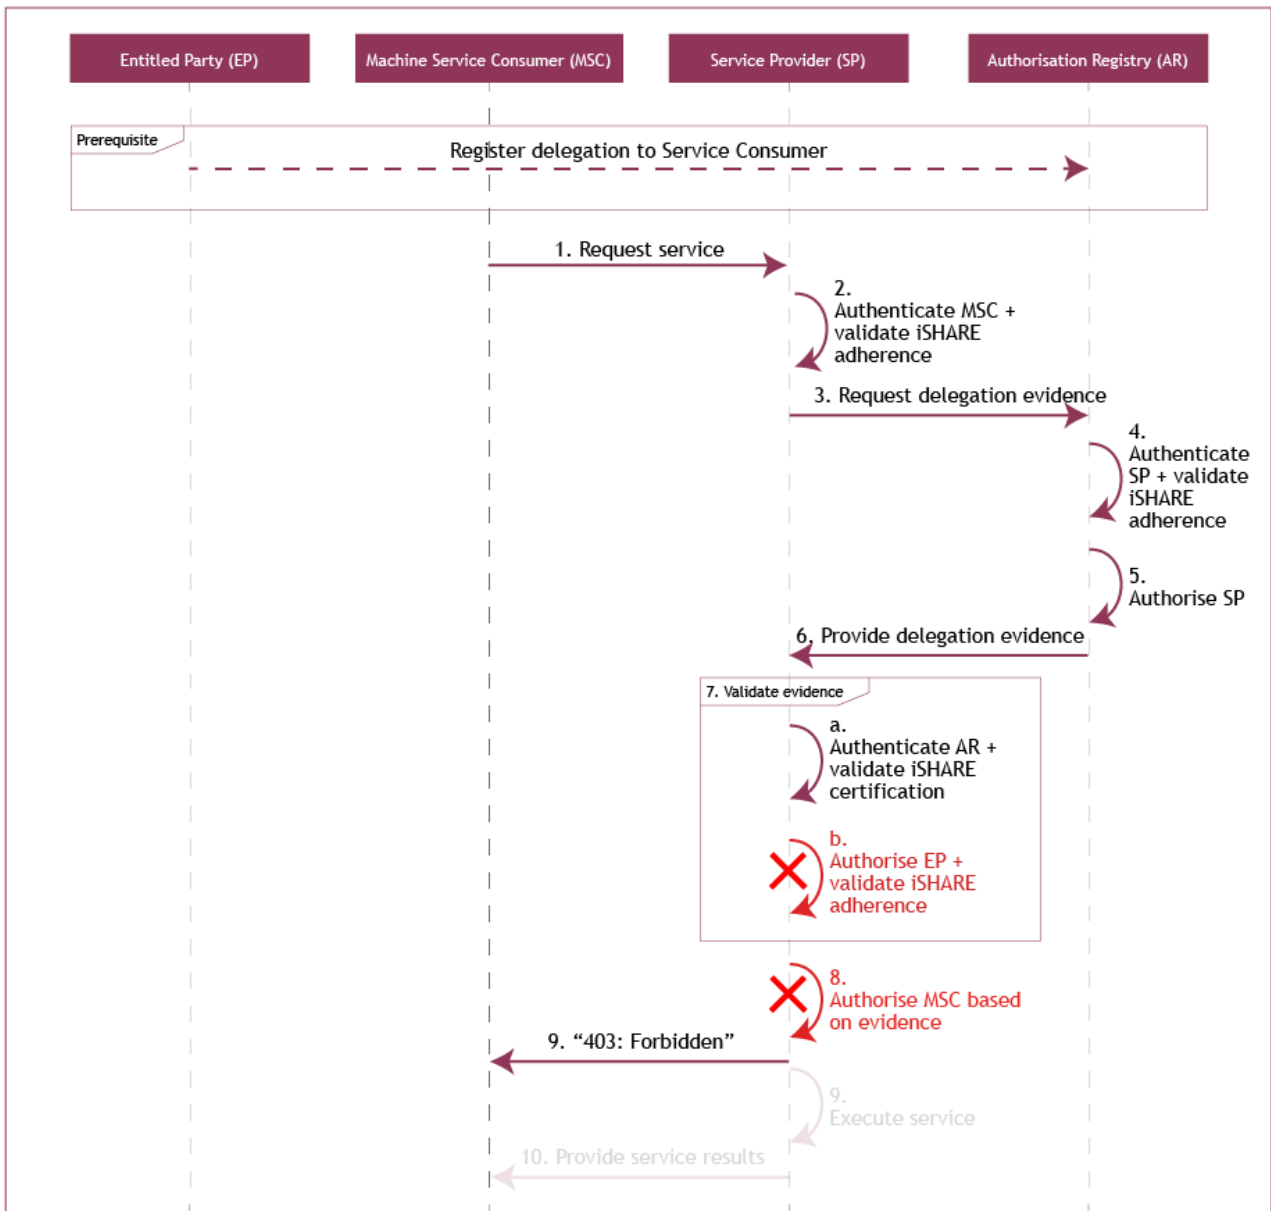 Entitled Party (EP)
Machine Service Consumer (MSC)
Service Provider (SP)
Authorisation Registry (AR)
Prerequisite
Register delegation to Service Consumer
1. Request service
2.
Authenticate MSC +
validate iSHARE
adherence
3. Request delegation evidence
4.
Authenticate
SP + validate
iSHARE
adherence
5.
Authorise SP
6. Provide delegation evidence
7. Validate evidence
a.
Authenticate AR +
validate iSHARE
certification
b.
Authorise EP +
validate iSHARE
adherence
8.
Authorise MSC based
on evidence
9. “403: Forbidden”
9.
Execute service
10. Provide service results